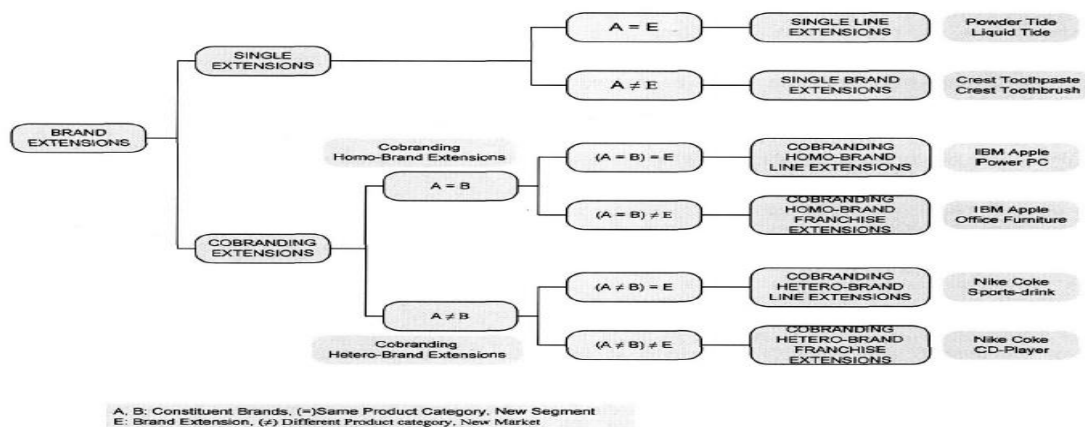 A = E
SINGLE LINE
EXTENSIONS
Powder Tide
Liquid Tide
SINGLE
EXTENSIONS
A ≠ E
SINGLE BRAND
EXTENSIONS
Crest Toothpaste
Crest Toothbrush
BRAND
EXTENSIONS
Cobranding
Homo-Brand Extensions
(A = B) = E
COBRANDING
HOMO-BRAND
LINE EXTENSIONS
IBM Apple
IPower PC
A = B
(A = B) ≠ E
COBRANDING
HOMO-BRAND
FRANCHISE
EXTENSIONS
IBM Apple
Office Furniture
COBRANDING
EXTENSIONS
(A ≠ B) = E
COBRANDING
HETERO-BRAND
LINE EXTENSIONS
Nike Coke
Sports-drink
A ≠ B
Cobranding
Hetero-Brand Extensions
(A ≠ B) ≠ E
COBRANDING
HETERO-BRAND
FRANCHISE
EXTENSIONS
Nike Coke
CD-Player
A, B: Constituent Brands, (=)Same Product Category, New Segment
E: Brand Extension, (≠) Different Product category, New Market